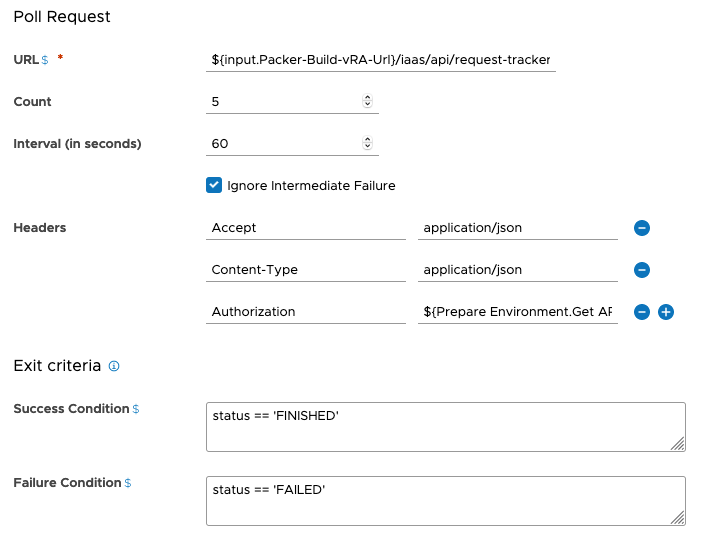 Poll Request
URL $ * ${input.Packer-Build-vRA-Url}/iaas/api/request-tracker
Count 5
Interval (in seconds) 60
Ignore Intermediate Failure
Headers Accept application/json
Content-Type application/json
Authorization ${Prepare Environment.Get AP
Exit criteria
Success Condition $ status == 'FINISHED'
Failure Condition $ status == 'FAILED'